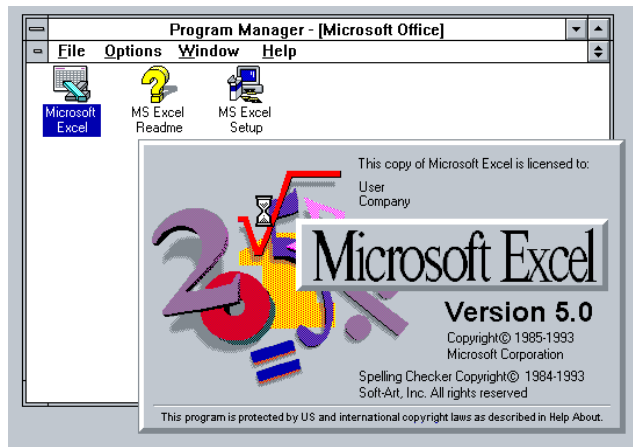 Program Manager - [Microsoft Office]
File Options Window Help
Microsoft Excel
MS Excel Readme
MS Excel Setup
This copy of Microsoft Excel is licensed to:
User
Company
2 0 5 % √ =
Microsoft Excel
Version 5.0
Copyright© 1985-1993
Microsoft Corporation
Spelling Checker Copyright© 1984-1993
Soft-Art, Inc. All rights reserved
This program is protected by US and international copyright laws as described in Help About.